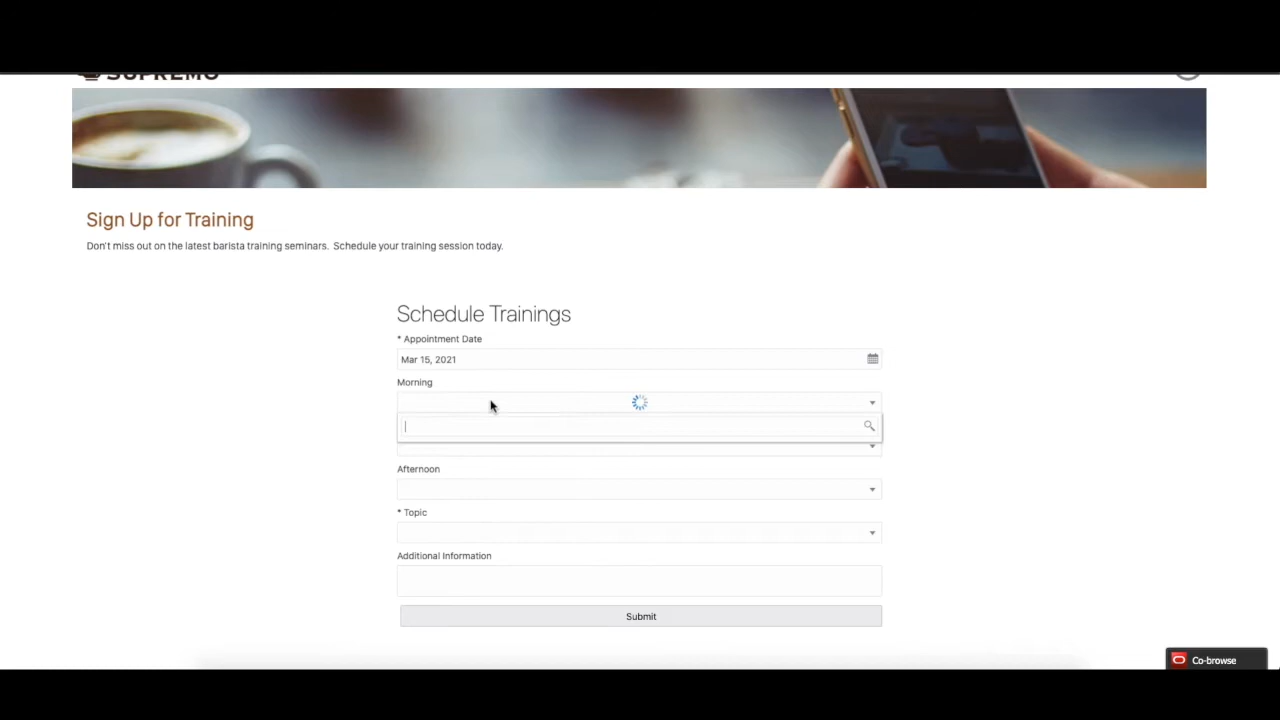 SUPREMO
Sign Up for Training
Don't miss out on the latest barista training seminars. Schedule your training session today.
Schedule Trainings
* Appointment Date
Mar 15, 2021
Morning
Afternoon
* Topic
Additional Information
Submit
Co-browse